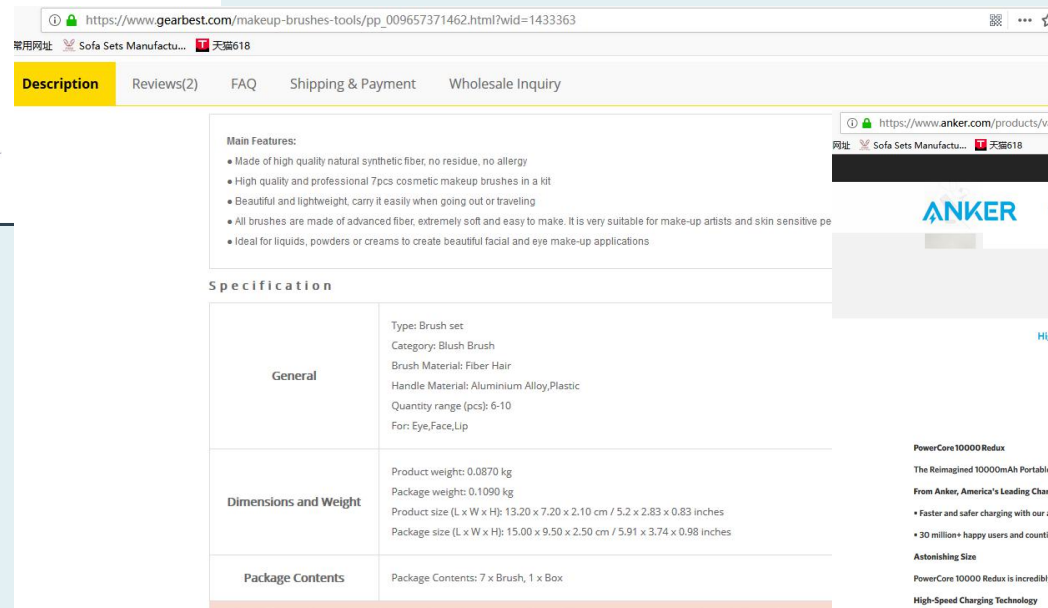 https://www.gearbest.com/makeup-brushes-tools/pp_009657371462.html?wid=1433363
常用网址 Sofa Sets Manufactu... 天猫618
Description Reviews(2) FAQ Shipping & Payment Wholesale Inquiry
Main Features:
● Made of high quality natural synthetic fiber, no residue, no allergy
● High quality and professional 7pcs cosmetic makeup brushes in a kit
● Beautiful and lightweight, carry it easily when going out or traveling
● All brushes are made of advanced fiber, extremely soft and easy to make. It is very suitable for make-up artists and skin sensitive pe
● Ideal for liquids, powders or creams to create beautiful facial and eye make-up applications
Specification
General
Type: Brush set
Category: Blush Brush
Brush Material: Fiber Hair
Handle Material: Aluminium Alloy,Plastic
Quantity range (pcs): 6-10
For: Eye,Face,Lip
Dimensions and Weight
Product weight: 0.0870 kg
Package weight: 0.1090 kg
Product size (L x W x H): 13.20 x 7.20 x 2.10 cm / 5.2 x 2.83 x 0.83 inches
Package size (L x W x H): 15.00 x 9.50 x 2.50 cm / 5.91 x 3.74 x 0.98 inches
Package Contents
Package Contents: 7 x Brush, 1 x Box
https://www.anker.com/products/va
网址 Sofa Sets Manufactu... 天猫618
ANKER
Hi
PowerCore 10000 Redux
The Reimagined 10000mAh Portable
From Anker, America's Leading Char
• Faster and safer charging with our a
• 30 million+ happy users and counti
Astonishing Size
PowerCore 10000 Redux is incredibl
High-Speed Charging Technology